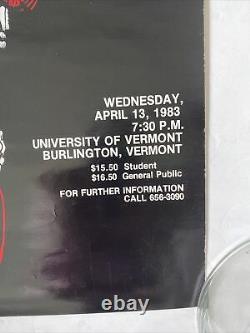 WEDNESDAY,
APRIL 13, 1983
7:30 P.M.
UNIVERSITY OF VERMONT
BURLINGTON, VERMONT
$15.50 Student
$16.50 General Public
FOR FURTHER INFORMATION
CALL 656-3090